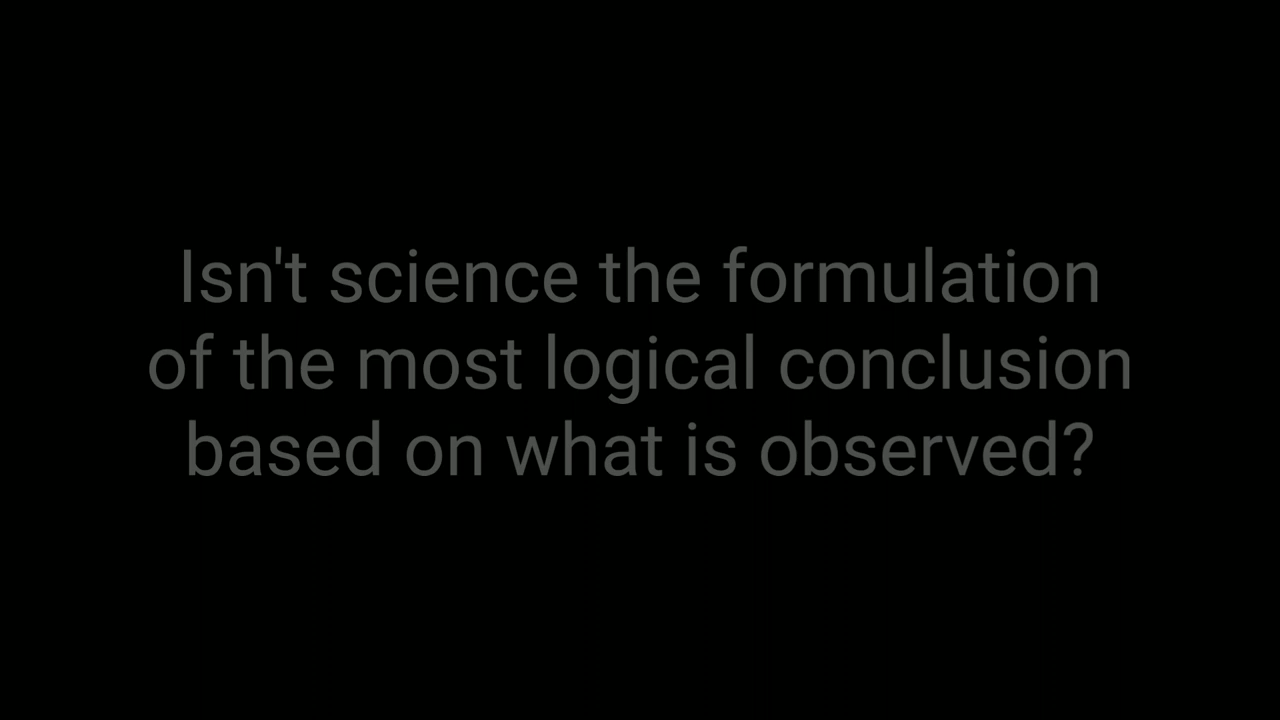 Isn't science the formulation
of the most logical conclusion
based on what is observed?